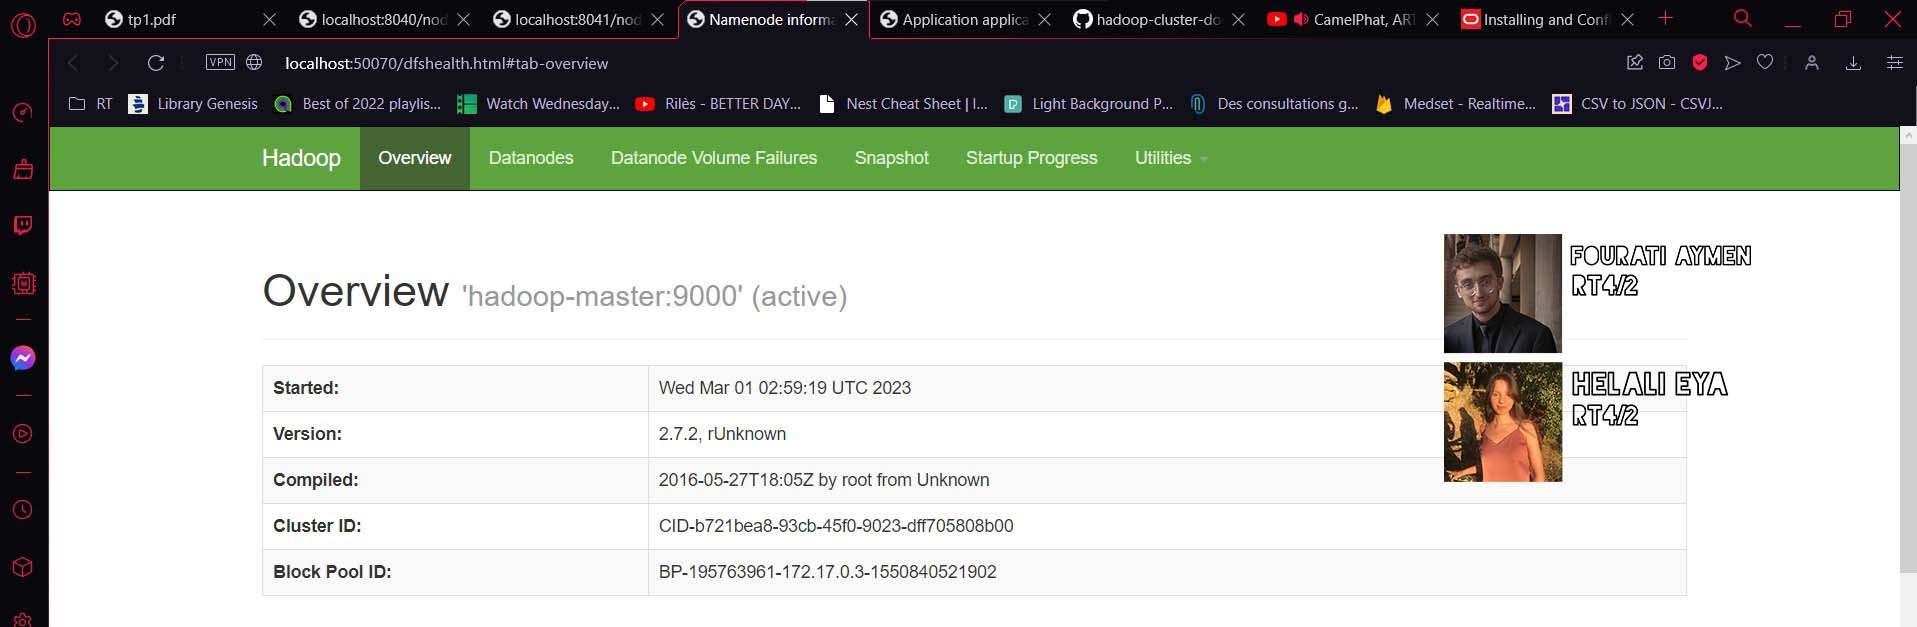 tp1.pdf
localhost:8040/nod
localhost:8041/nod
Namenode informa
Application applica
hadoop-cluster-do
CamelPhat, ART
Installing and Confi
VPN
localhost:50070/dfshealth.html#tab-overview
RT
Library Genesis
Best of 2022 playlis...
Watch Wednesday...
Rilès - BETTER DAY...
Nest Cheat Sheet | I...
Light Background P...
Des consultations g...
Medset - Realtime...
CSV to JSON - CSVJ...
Hadoop Overview Datanodes Datanode Volume Failures Snapshot Startup Progress Utilities
Overview 'hadoop-master:9000' (active)
FOURATI AYMEN
RT4/2
HELALI EYA
RT4/2
Started: Wed Mar 01 02:59:19 UTC 2023
Version: 2.7.2, rUnknown
Compiled: 2016-05-27T18:05Z by root from Unknown
Cluster ID: CID-b721bea8-93cb-45f0-9023-dff705808b00
Block Pool ID: BP-195763961-172.17.0.3-1550840521902